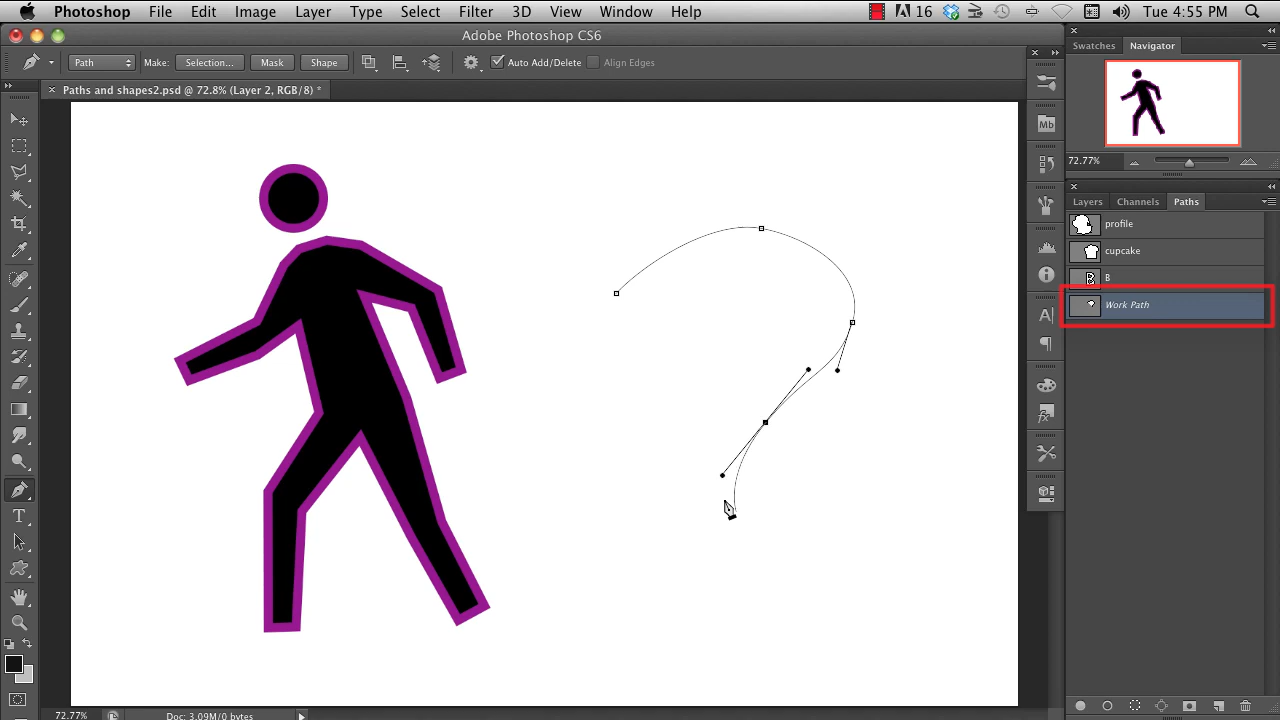 Photoshop File Edit Image Layer Type Select Filter 3D View Window Help 16 Tue 4:55 PM
Adobe Photoshop CS6
Path Make: Selection... Mask Shape Auto Add/Delete Align Edges
Swatches Navigator
Paths and shapes2.psd @ 72.8% (Layer 2, RGB/8) *
Mb
72.77%
Layers Channels Paths
profile
cupcake
B
Work Path
A
T
72.77% Doc: 3.09M/0 bytes